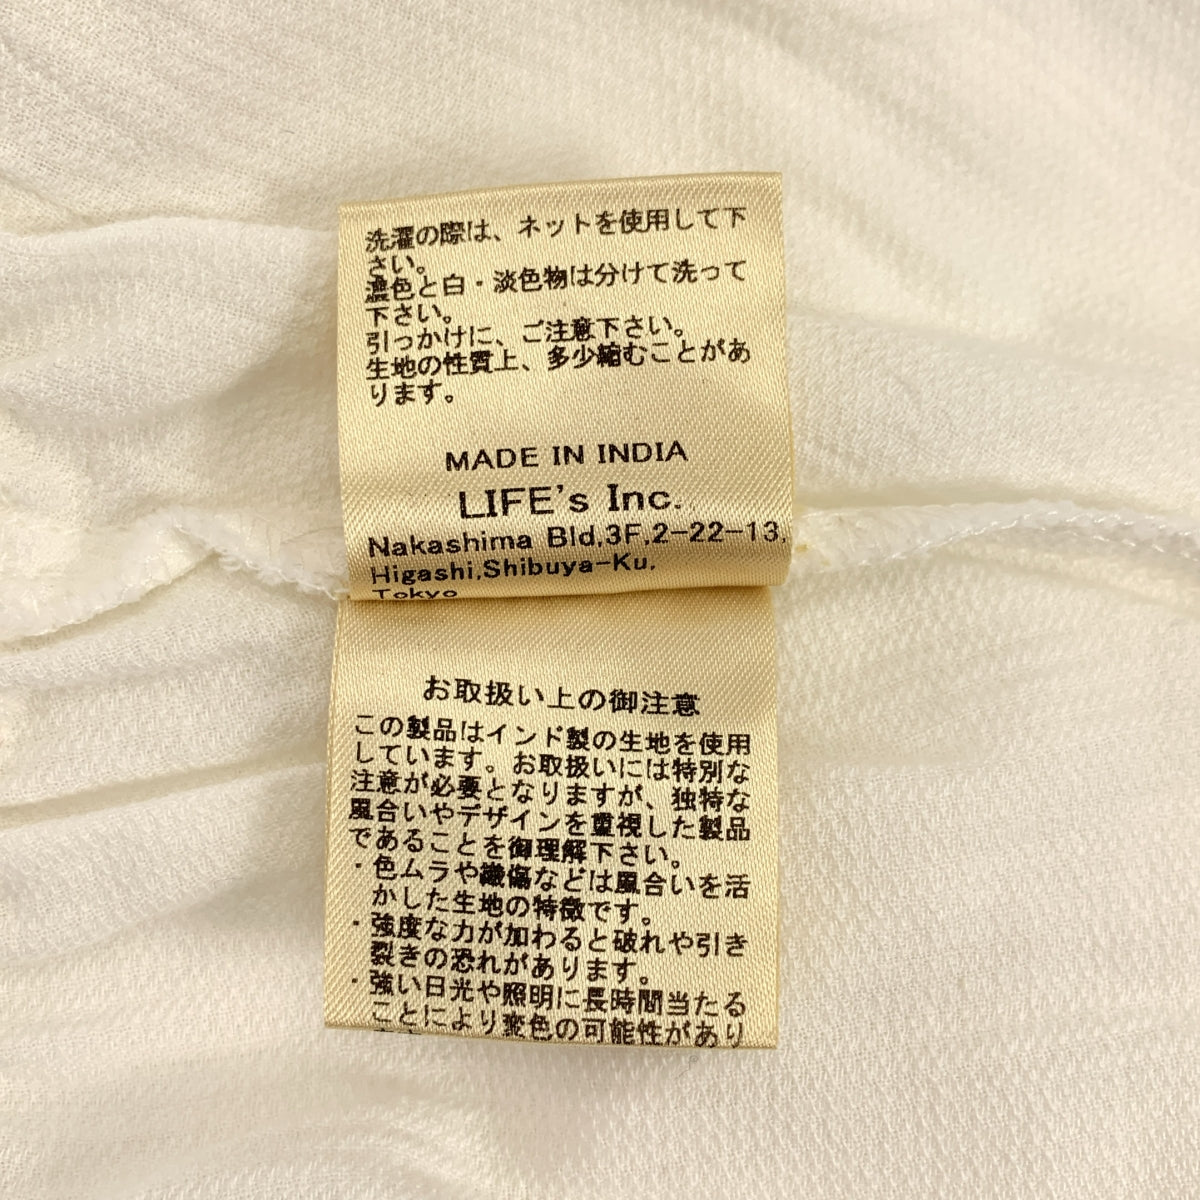 洗濯の際は、ネットを使用して下
さい。
濃色と白・淡色物は分けて洗って
下さい。
引っかけに、ご注意下さい。
生地の性質上、多少縮むことがあ
ります。
MADE IN INDIA
LIFE's Inc.
Nakashima Bld,3F,2-22-13,
Higashi,Shibuya-Ku,
Tokyo
お取扱い上の御注意
この製品はインド製の生地を使用
しています。お取扱いには特別な
注意が必要となりますが、独特な
風合いやデザインを重視した製品
であることを御理解下さい。
・色ムラや織傷などは風合いを活
かした生地の特徴です。
・強度な力が加わると破れや引き
裂きの恐れがあります。
・強い日光や照明に長時間当たる
ことにより変色の可能性があり